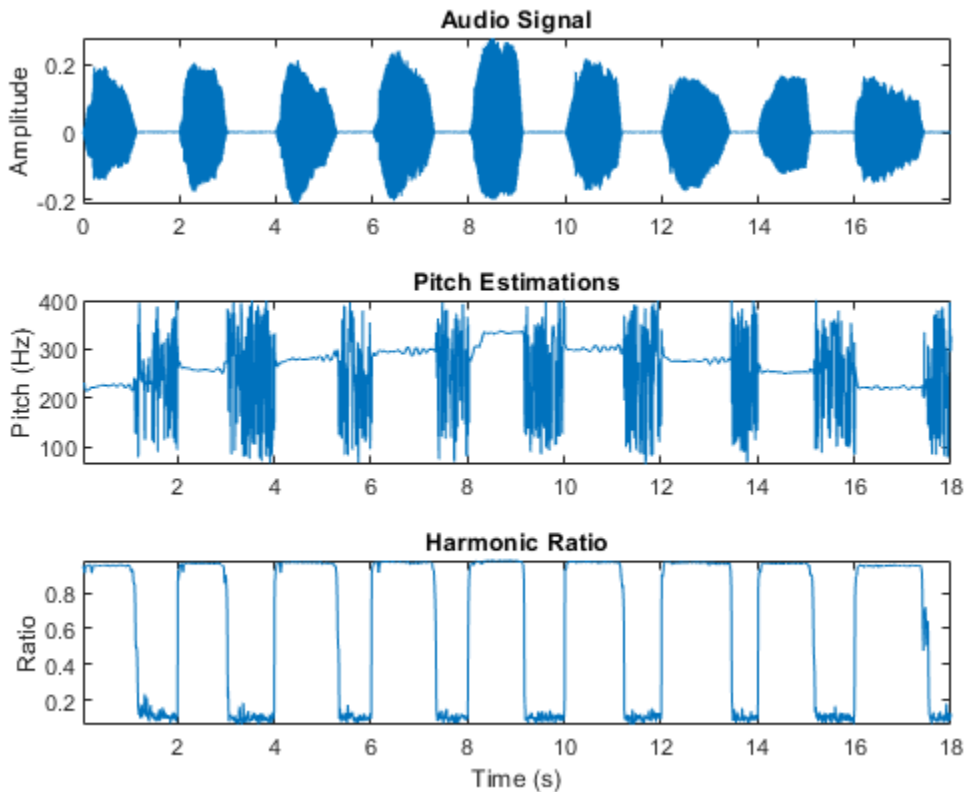 Audio Signal
Amplitude
0.2
0
-0.2
0 2 4 6 8 10 12 14 16
Pitch Estimations
Pitch (Hz)
400
300
200
100
2 4 6 8 10 12 14 16 18
Harmonic Ratio
Ratio
0.8
0.6
0.4
0.2
2 4 6 8 10 12 14 16 18
Time (s)